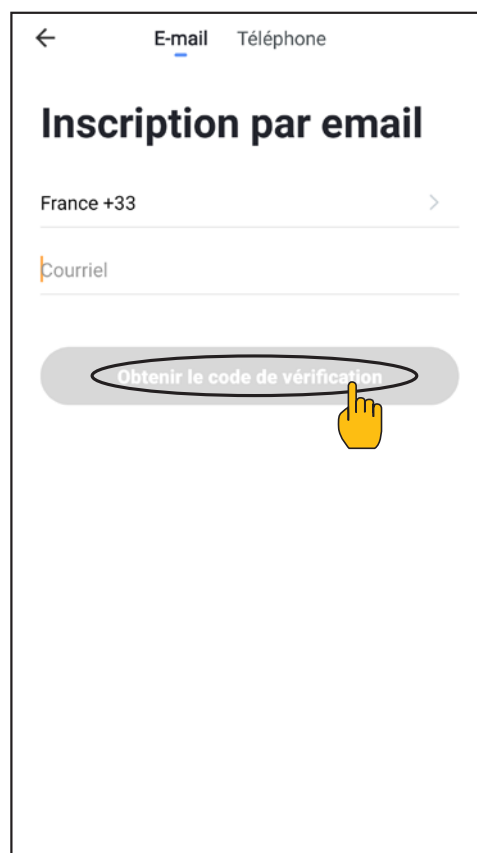 E-mail Téléphone
Inscription par email
France +33
Courriel
Obtenir le code de vérification